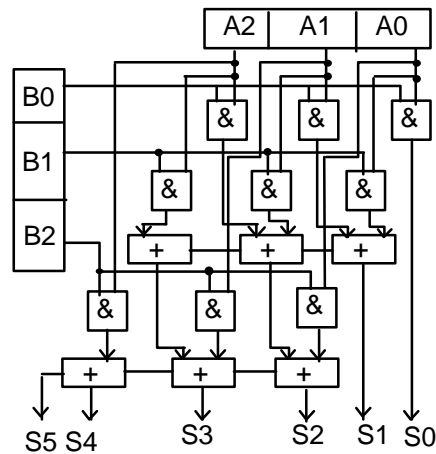 A2 A1 A0
B0
& & &
B1
& & &
B2
+ + +
& & &
+ + +
S5 S4 S3 S2 S1 S0